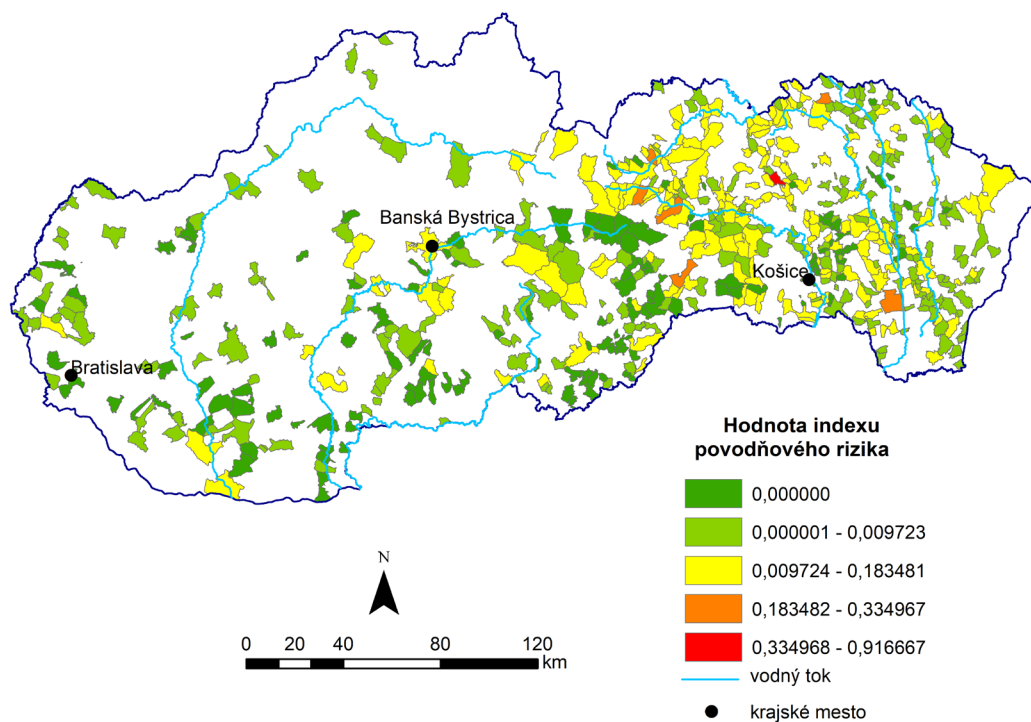 Banská Bystrica
Košice
Bratislava
Hodnota indexu
povodňového rizika
0,000000
0,000001 - 0,009723
0,009724 - 0,183481
0,183482 - 0,334967
0,334968 - 0,916667
vodný tok
krajské mesto
N
0 20 40 80 120
km